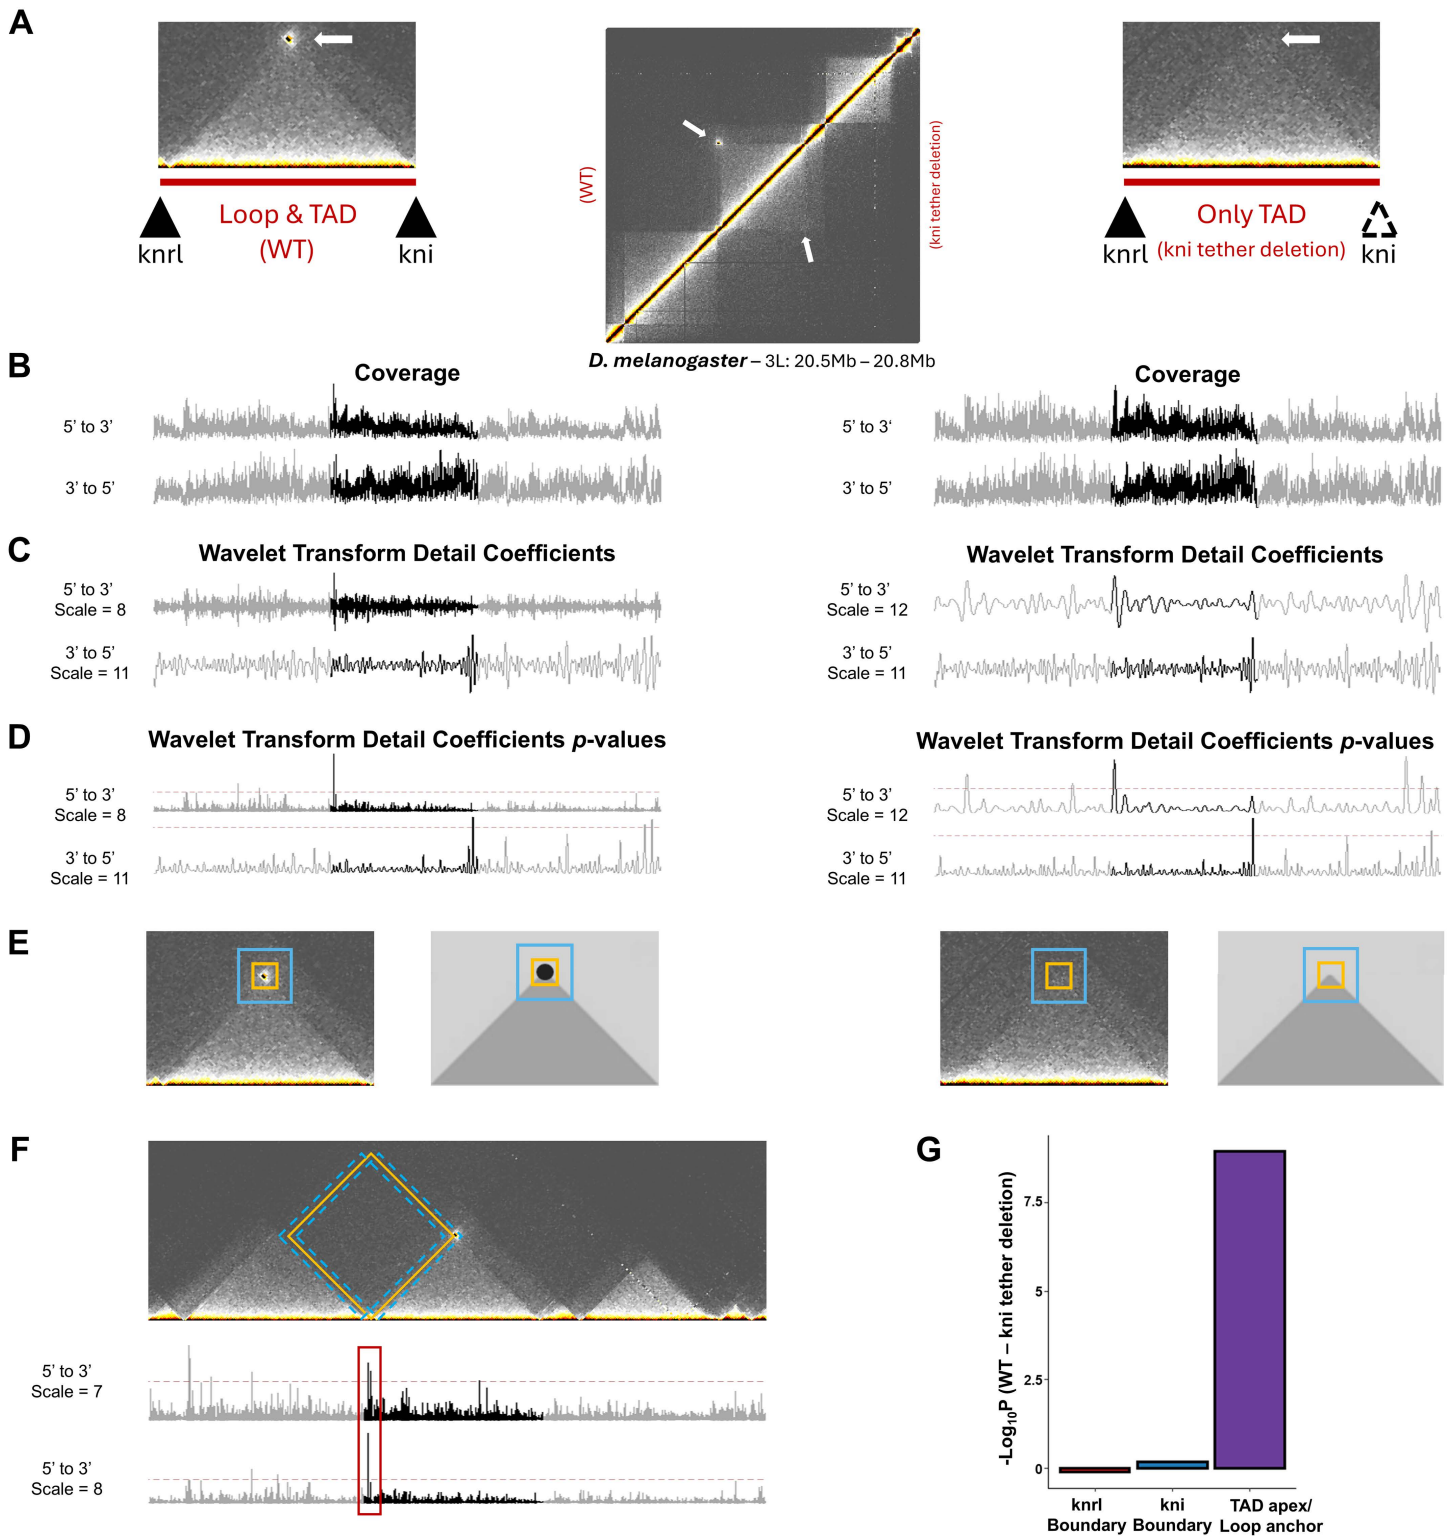 A
Loop & TAD
(WT)
knrl
kni
(WT)
(kni tether deletion)
D. melanogaster – 3L: 20.5Mb – 20.8Mb
Only TAD
(kni tether deletion)
knrl
kni
B
Coverage
5’ to 3’
3’ to 5’
Coverage
5’ to 3‘
3’ to 5’
C
Wavelet Transform Detail Coefficients
5’ to 3’
Scale = 8
3’ to 5’
Scale = 11
Wavelet Transform Detail Coefficients
5’ to 3’
Scale = 12
3’ to 5’
Scale = 11
D
Wavelet Transform Detail Coefficients p-values
5’ to 3’
Scale = 8
3’ to 5’
Scale = 11
Wavelet Transform Detail Coefficients p-values
5’ to 3’
Scale = 12
3’ to 5’
Scale = 11
E
F
5’ to 3’
Scale = 7
5’ to 3’
Scale = 8
G
-Log10P (WT – kni tether deletion)
7.5
5
2.5
0
knrl
Boundary
kni
Boundary
TAD apex/
Loop anchor